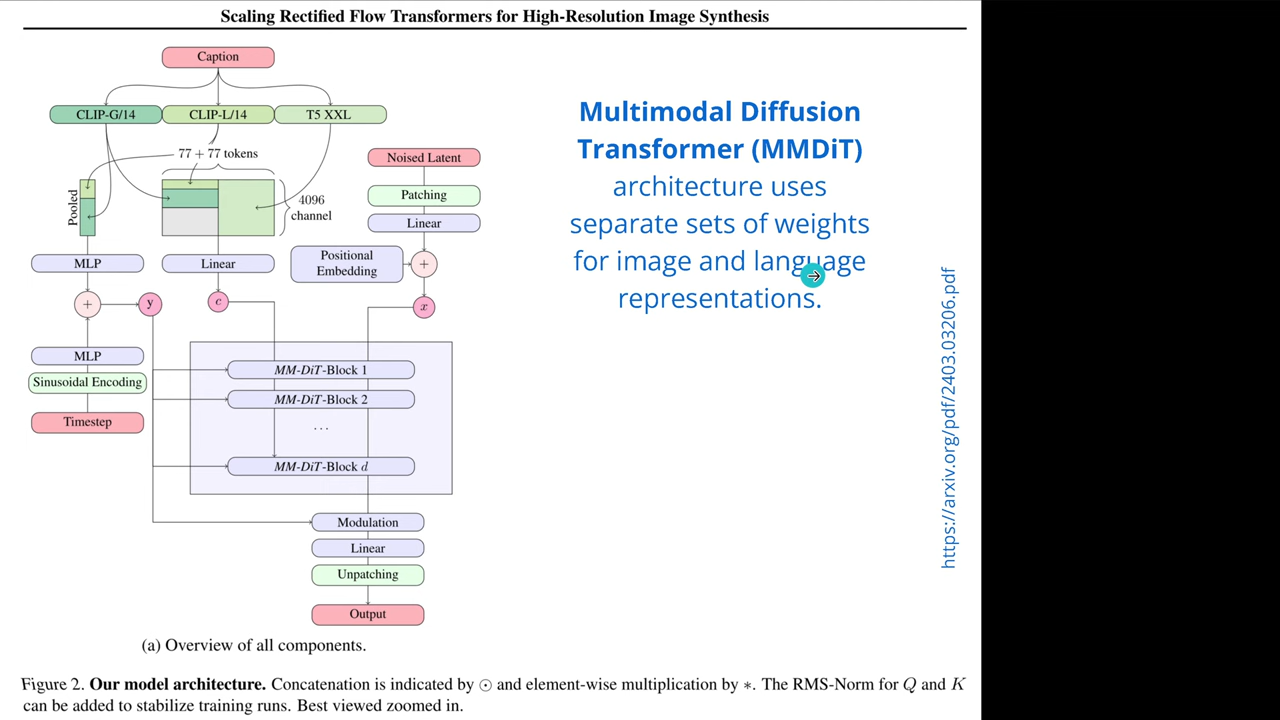 Scaling Rectified Flow Transformers for High-Resolution Image Synthesis
Caption
CLIP-G/14
CLIP-L/14
T5 XXL
77 + 77 tokens
Pooled
4096
channel
Noised Latent
Patching
Linear
Positional
Embedding
+
x
MLP
Linear
+
y
c
MLP
Sinusoidal Encoding
Timestep
MM-DiT-Block 1
MM-DiT-Block 2
. . .
MM-DiT-Block d
Modulation
Linear
Unpatching
Output
(a) Overview of all components.
Multimodal Diffusion
Transformer (MMDiT)
architecture uses
separate sets of weights
for image and language
representations.
https://arxiv.org/pdf/2403.03206.pdf
Figure 2. Our model architecture. Concatenation is indicated by ⊙ and element-wise multiplication by ∗. The RMS-Norm for Q and K
can be added to stabilize training runs. Best viewed zoomed in.